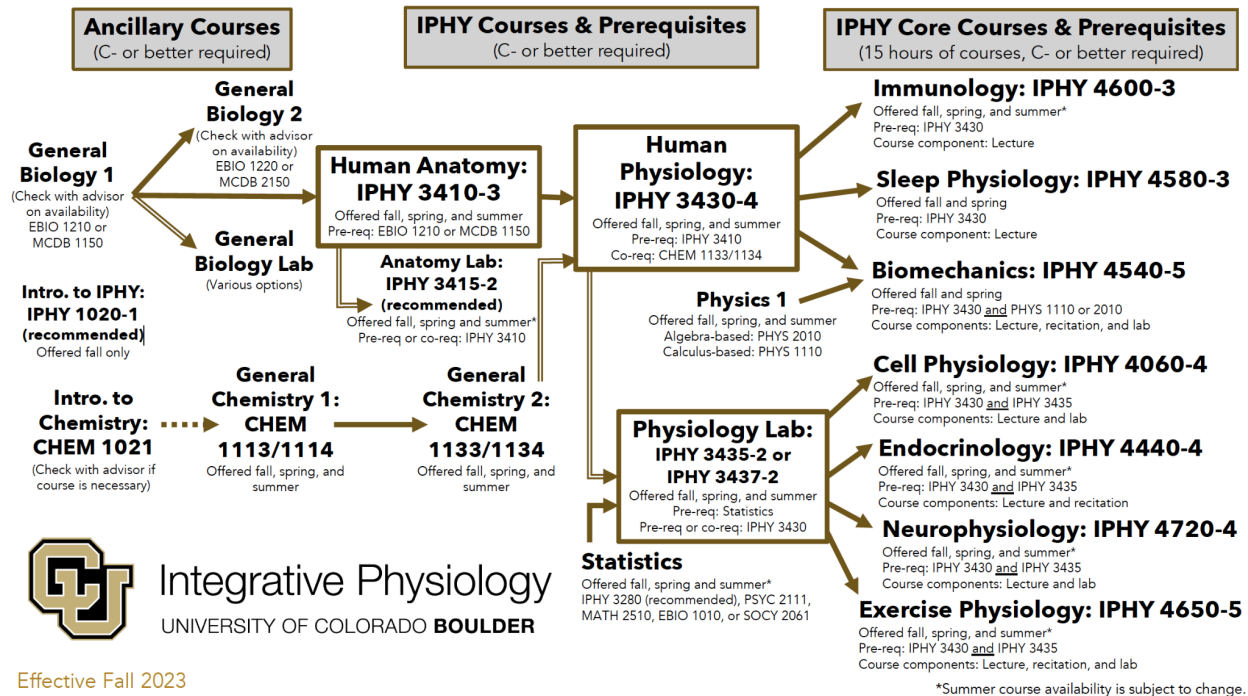 Ancillary Courses
(C- or better required)
IPHY Courses & Prerequisites
(C- or better required)
IPHY Core Courses & Prerequisites
(15 hours of courses, C- or better required)
General
Biology 1
(Check with advisor
on availability)
EBIO 1210 or
MCDB 1150
General
Biology 2
(Check with advisor
on availability)
EBIO 1220 or
MCDB 2150
General
Biology Lab
(Various options)
Intro. to IPHY:
IPHY 1020-1
(recommended)
Offered fall only
Intro. to
Chemistry:
CHEM 1021
(Check with advisor if
course is necessary)
General
Chemistry 1:
CHEM
1113/1114
Offered fall, spring, and
summer
General
Chemistry 2:
CHEM
1133/1134
Offered fall, spring, and
summer
Human Anatomy:
IPHY 3410-3
Offered fall, spring, and summer
Pre-req: EBIO 1210 or MCDB 1150
Anatomy Lab:
IPHY 3415-2
(recommended)
Offered fall, spring and summer*
Pre-req or co-req: IPHY 3410
Human
Physiology:
IPHY 3430-4
Offered fall, spring, and summer
Pre-req: IPHY 3410
Co-req: CHEM 1133/1134
Physics 1
Offered fall, spring, and summer
Algebra-based: PHYS 2010
Calculus-based: PHYS 1110
Physiology Lab:
IPHY 3435-2 or
IPHY 3437-2
Offered fall, spring, and summer
Pre-req: Statistics
Pre-req or co-req: IPHY 3430
Statistics
Offered fall, spring and summer*
IPHY 3280 (recommended), PSYC 2111,
MATH 2510, EBIO 1010, or SOCY 2061
Immunology: IPHY 4600-3
Offered fall, spring, and summer*
Pre-req: IPHY 3430
Course component: Lecture
Sleep Physiology: IPHY 4580-3
Offered fall and spring
Pre-req: IPHY 3430
Course component: Lecture
Biomechanics: IPHY 4540-5
Offered fall and spring
Pre-req: IPHY 3430 and PHYS 1110 or 2010
Course components: Lecture, recitation, and lab
Cell Physiology: IPHY 4060-4
Offered fall, spring, and summer*
Pre-req: IPHY 3430 and IPHY 3435
Course components: Lecture and lab
Endocrinology: IPHY 4440-4
Offered fall, spring, and summer*
Pre-req: IPHY 3430 and IPHY 3435
Course components: Lecture and recitation
Neurophysiology: IPHY 4720-4
Offered fall, spring, and summer*
Pre-req: IPHY 3430 and IPHY 3435
Course components: Lecture and lab
Exercise Physiology: IPHY 4650-5
Offered fall, spring, and summer*
Pre-req: IPHY 3430 and IPHY 3435
Course components: Lecture, recitation, and lab
CU
Integrative Physiology
UNIVERSITY OF COLORADO BOULDER
Effective Fall 2023
*Summer course availability is subject to change.